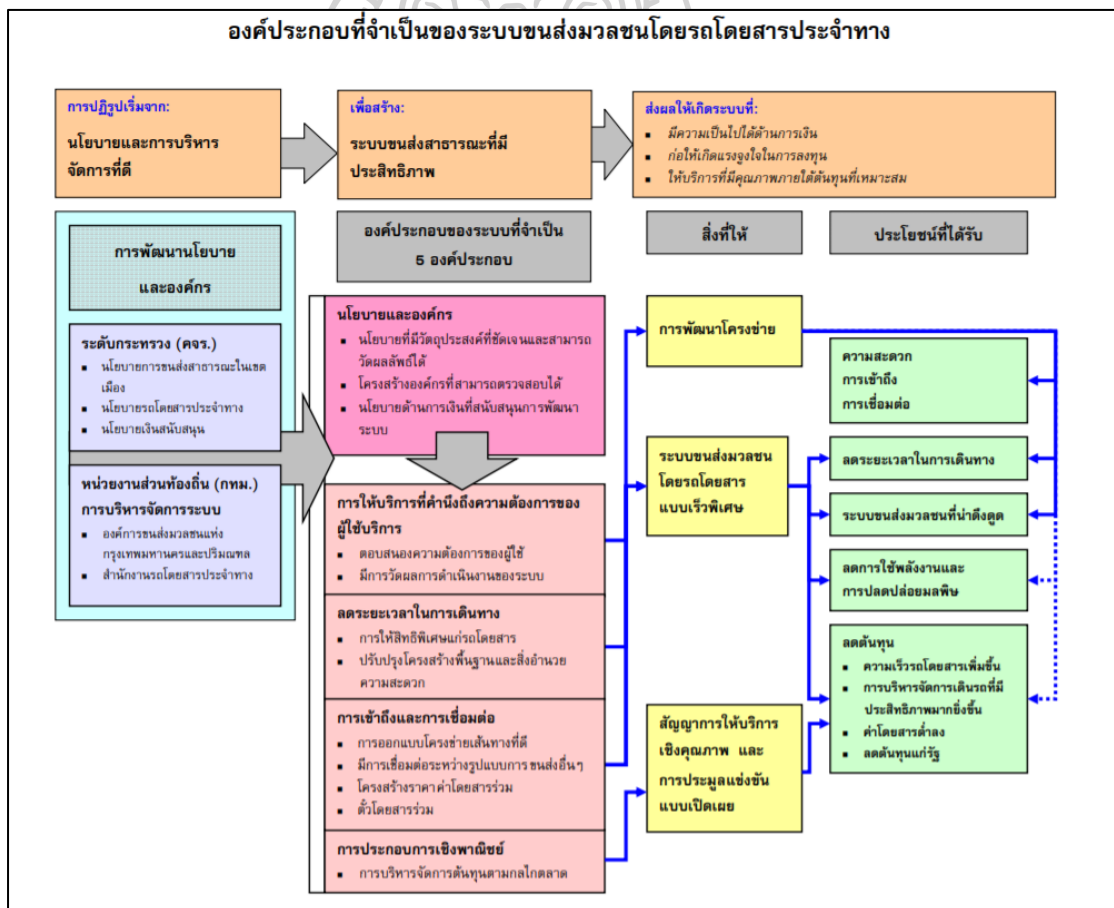 องค์ประกอบที่จำเป็นของระบบขนส่งมวลชนโดยรถโดยสารประจำทาง
การปฏิรูปเริ่มจาก:
นโยบายและการบริหาร
จัดการที่ดี
เพื่อสร้าง:
ระบบขนส่งสาธารณะที่มี
ประสิทธิภาพ
ส่งผลให้เกิดระบบที่:
▪ มีความเป็นไปได้ด้านการเงิน
▪ ก่อให้เกิดแรงจูงใจในการลงทุน
▪ ให้บริการที่มีคุณภาพภายใต้ต้นทุนที่เหมาะสม
การพัฒนานโยบาย
และองค์กร
ระดับกระทรวง (คจร.)
▪ นโยบายการขนส่งสาธารณะในเขต
เมือง
▪ นโยบายรถโดยสารประจำทาง
▪ นโยบายเงินสนับสนุน
หน่วยงานส่วนท้องถิ่น (กทม.)
การบริหารจัดการระบบ
▪ องค์การขนส่งมวลชนแห่ง
กรุงเทพมหานครและปริมณฑล
▪ สำนักงานรถโดยสารประจำทาง
องค์ประกอบของระบบที่จำเป็น
5 องค์ประกอบ
นโยบายและองค์กร
▪ นโยบายที่มีวัตถุประสงค์ที่ชัดเจนและสามารถ
วัดผลลัพธ์ได้
▪ โครงสร้างองค์กรที่สามารถตรวจสอบได้
▪ นโยบายด้านการเงินที่สนับสนุนการพัฒนา
ระบบ
การให้บริการที่คำนึงถึงความต้องการของ
ผู้ใช้บริการ
▪ ตอบสนองความต้องการของผู้ใช้
▪ มีการวัดผลการดำเนินงานของระบบ
ลดระยะเวลาในการเดินทาง
▪ การให้สิทธิพิเศษแก่รถโดยสาร
▪ ปรับปรุงโครงสร้างพื้นฐานและสิ่งอำนวย
ความสะดวก
การเข้าถึงและการเชื่อมต่อ
▪ การออกแบบโครงข่ายเส้นทางที่ดี
▪ มีการเชื่อมต่อระหว่างรูปแบบการขนส่งอื่นๆ
▪ โครงสร้างราคาค่าโดยสารร่วม
▪ ตั๋วโดยสารร่วม
การประกอบการเชิงพาณิชย์
▪ การบริหารจัดการต้นทุนตามกลไกตลาด
สิ่งที่ให้
การพัฒนาโครงข่าย
ระบบขนส่งมวลชน
โดยรถโดยสาร
แบบเร็วพิเศษ
สัญญาการให้บริการ
เชิงคุณภาพ และ
การประมูลแข่งขัน
แบบเปิดเผย
ประโยชน์ที่ได้รับ
ความสะดวก
การเข้าถึง
การเชื่อมต่อ
ลดระยะเวลาในการเดินทาง
ระบบขนส่งมวลชนที่น่าดึงดูด
ลดการใช้พลังงานและ
การปลดปล่อยมลพิษ
ลดต้นทุน
▪ ความเร็วรถโดยสารเพิ่มขึ้น
▪ การบริหารจัดการเดินรถที่มี
ประสิทธิภาพมากยิ่งขึ้น
▪ ค่าโดยสารต่ำลง
▪ ลดต้นทุนแก่รัฐ